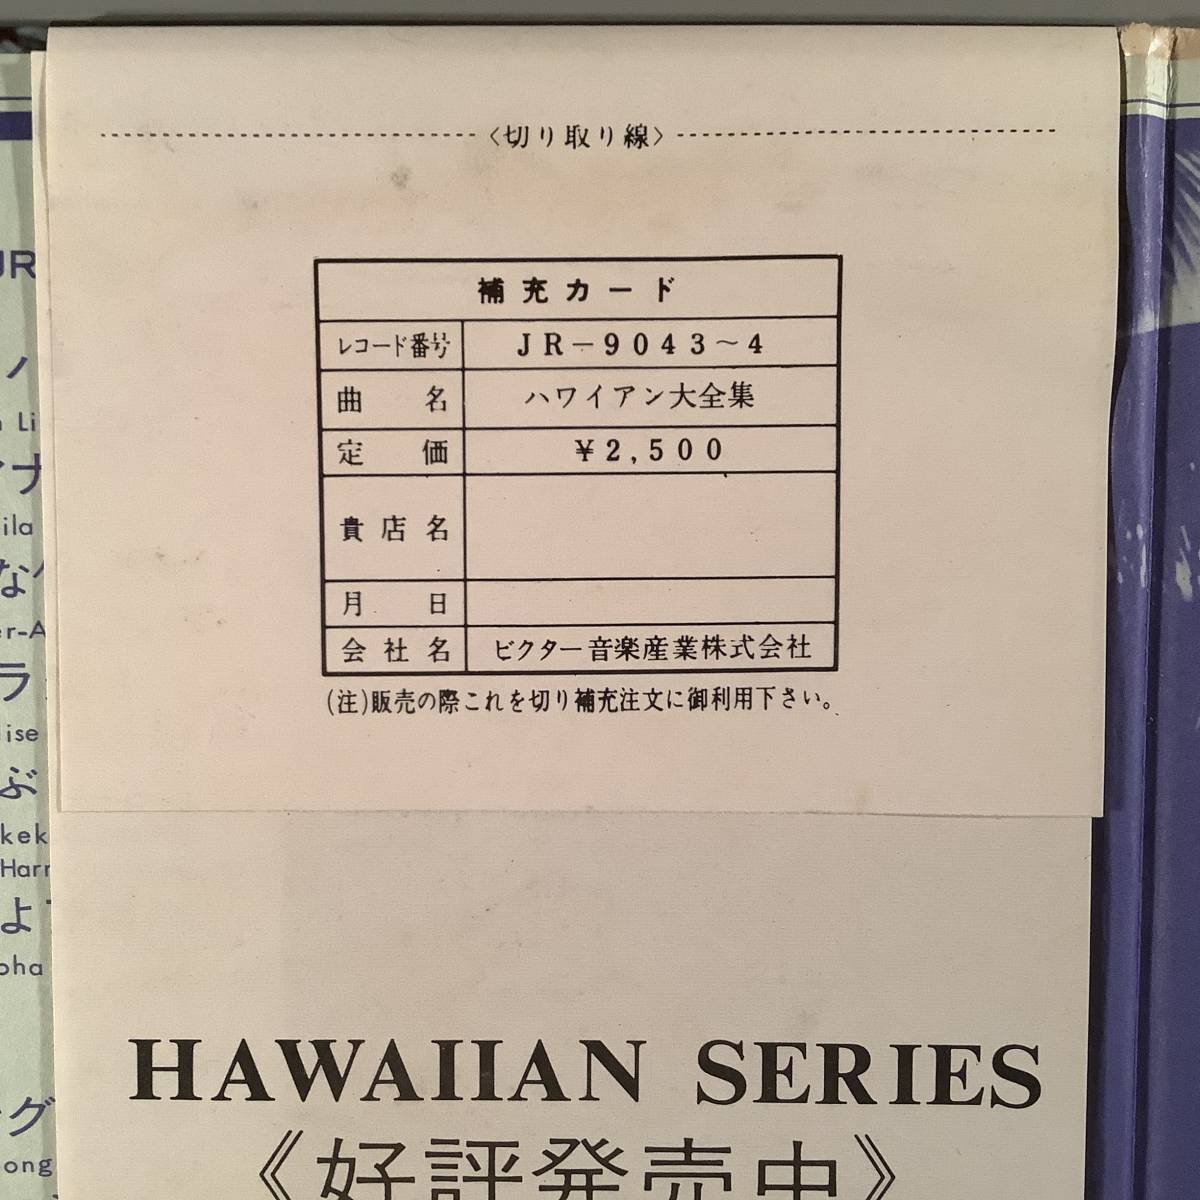 〈切り取り線〉
補充カード
レコード番号 JR-9043~4
曲名 ハワイアン大全集
定価 ¥2,500
貴店名
月日
会社名 ビクター音楽産業株式会社
(注)販売の際これを切り補充注文に御利用下さい。
HAWAIIAN SERIES
《好評発売中》